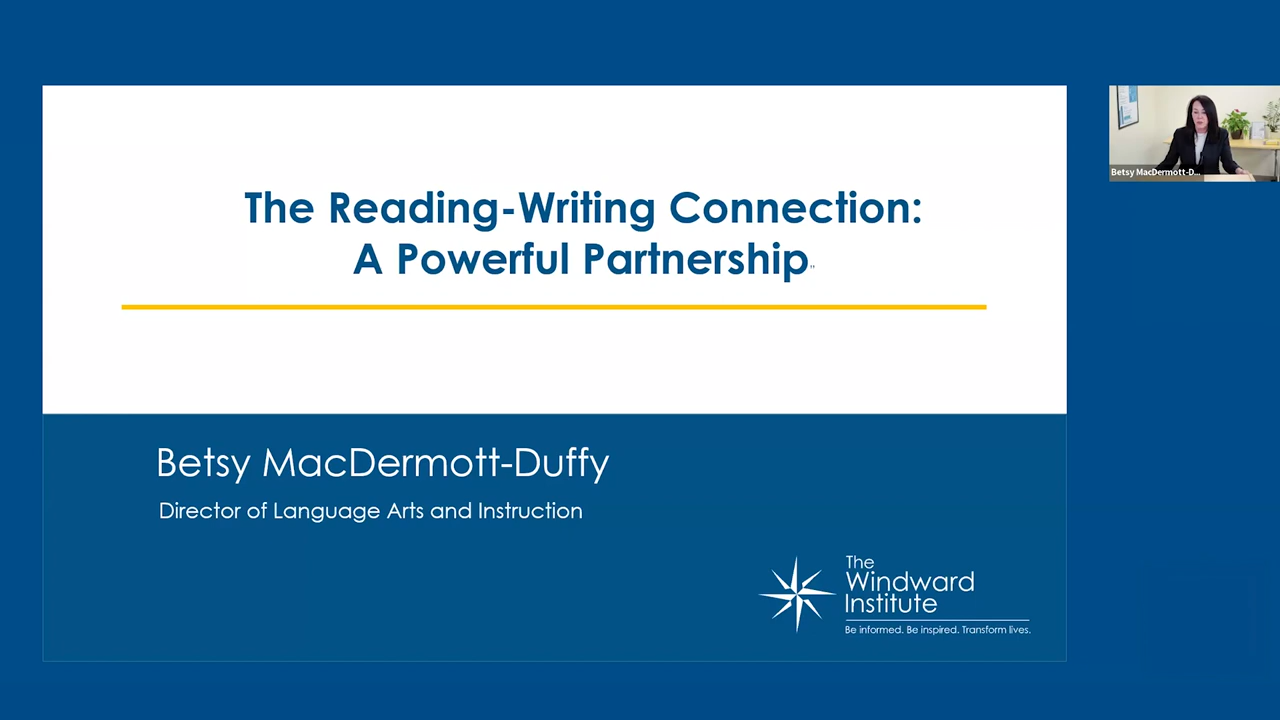 The Reading-Writing Connection:
A Powerful Partnership"
Betsy MacDermott-Duffy
Director of Language Arts and Instruction
The
Windward
Institute
Be informed. Be inspired. Transform lives.
Betsy MacDermott-D...